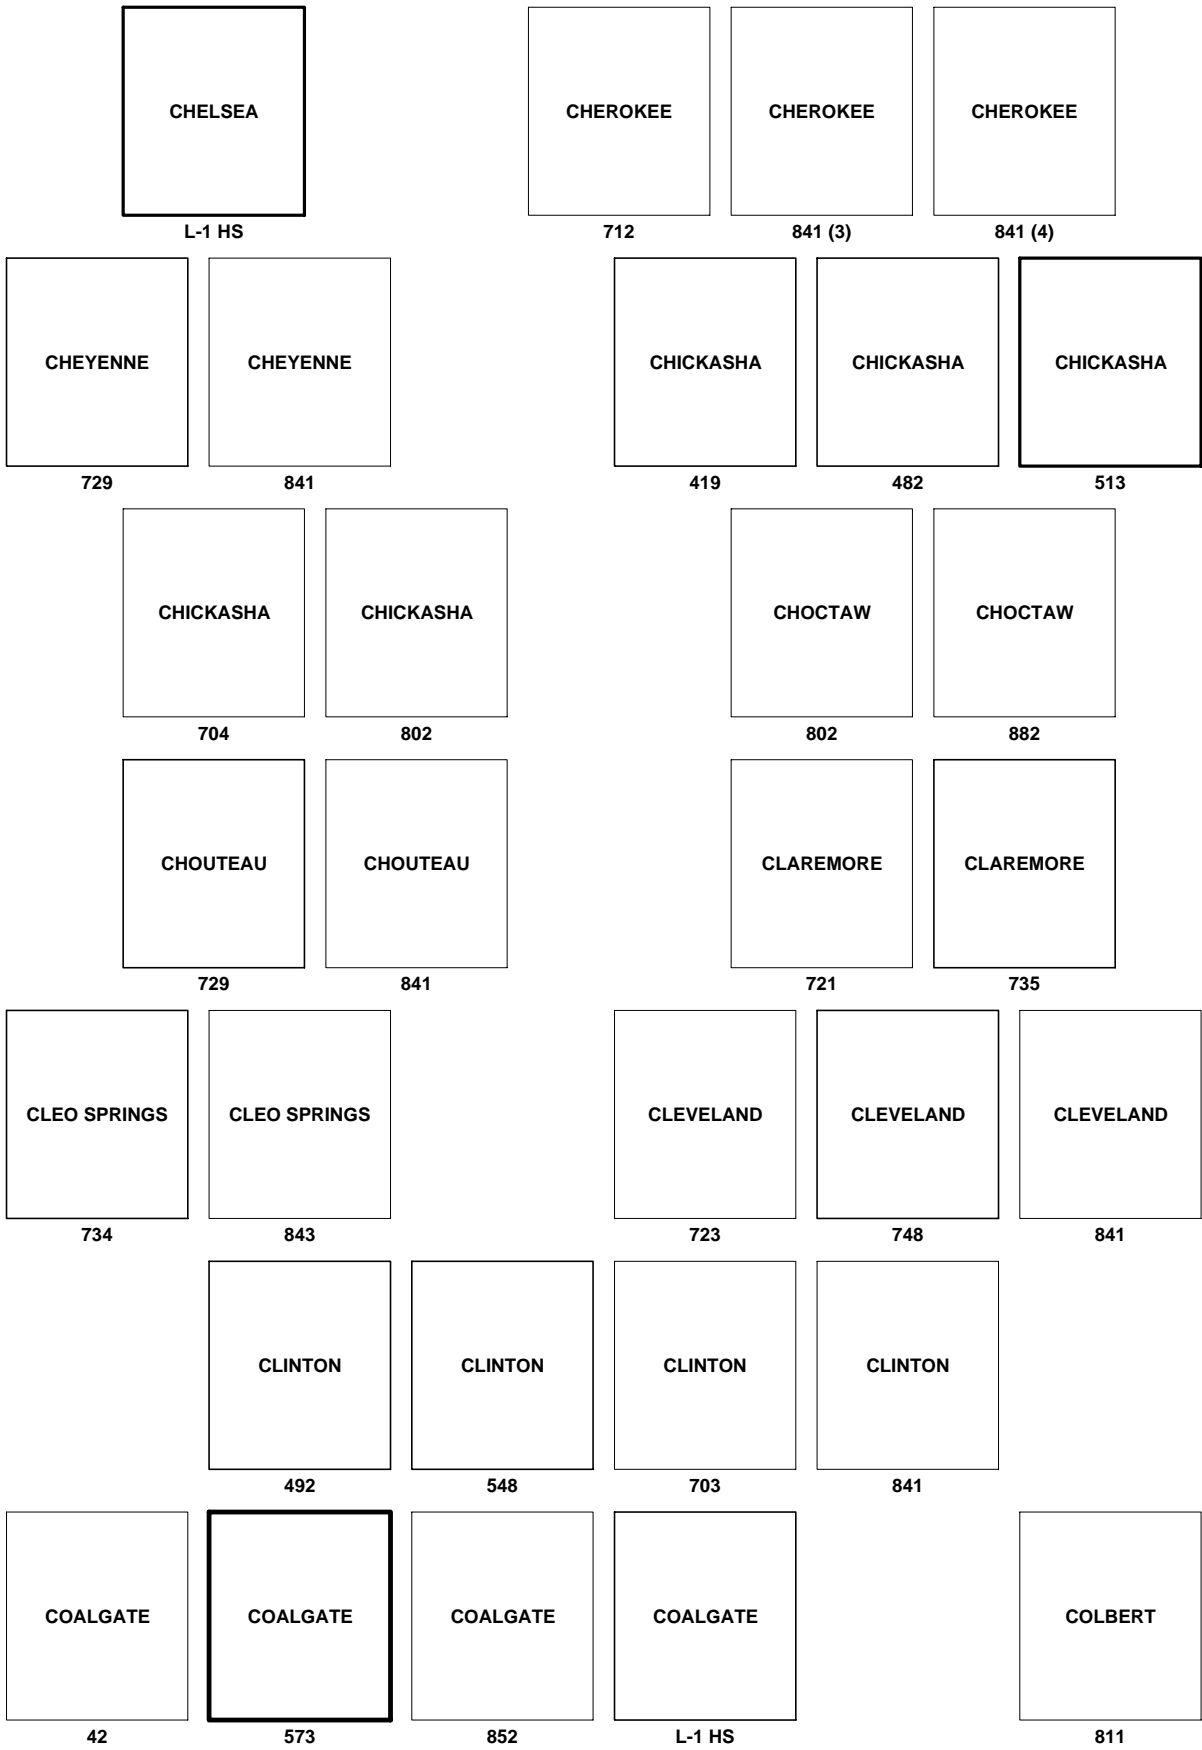 CHELSEA CHEROKEE CHEROKEE CHEROKEE
L-1 HS 712 841 (3) 841 (4)
CHEYENNE CHEYENNE CHICKASHA CHICKASHA CHICKASHA
729 841 419 482 513
CHICKASHA CHICKASHA CHOCTAW CHOCTAW
704 802 802 882
CHOUTEAU CHOUTEAU CLAREMORE CLAREMORE
729 841 721 735
CLEO SPRINGS CLEO SPRINGS CLEVELAND CLEVELAND CLEVELAND
734 843 723 748 841
CLINTON CLINTON CLINTON CLINTON
492 548 703 841
COALGATE COALGATE COALGATE COALGATE COLBERT
42 573 852 L-1 HS 811